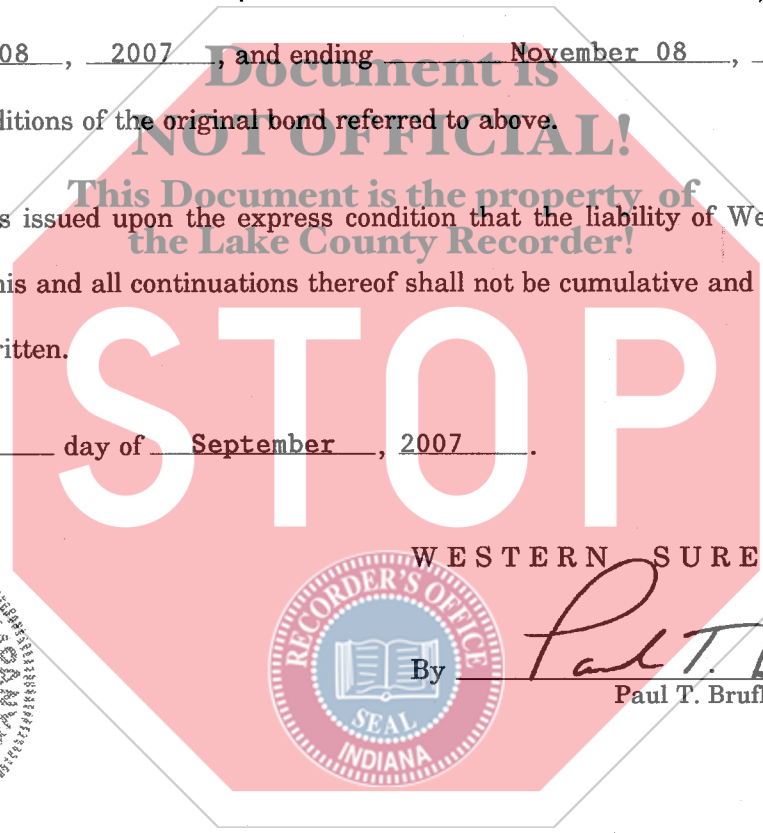 08 , 2007 , and ending November 08 ,
Document is
ditions of the original bond referred to above.
NOT OFFICIAL!
This Document is the property of
s issued upon the express condition that the liability of We
the Lake County Recorder!
his and all continuations thereof shall not be cumulative and
ritten.
STOP
day of September , 2007 .
WESTERN SURE
RECORDER'S OFFICE
By Paul T.
Paul T. Brufl
SEAL
INDIANA